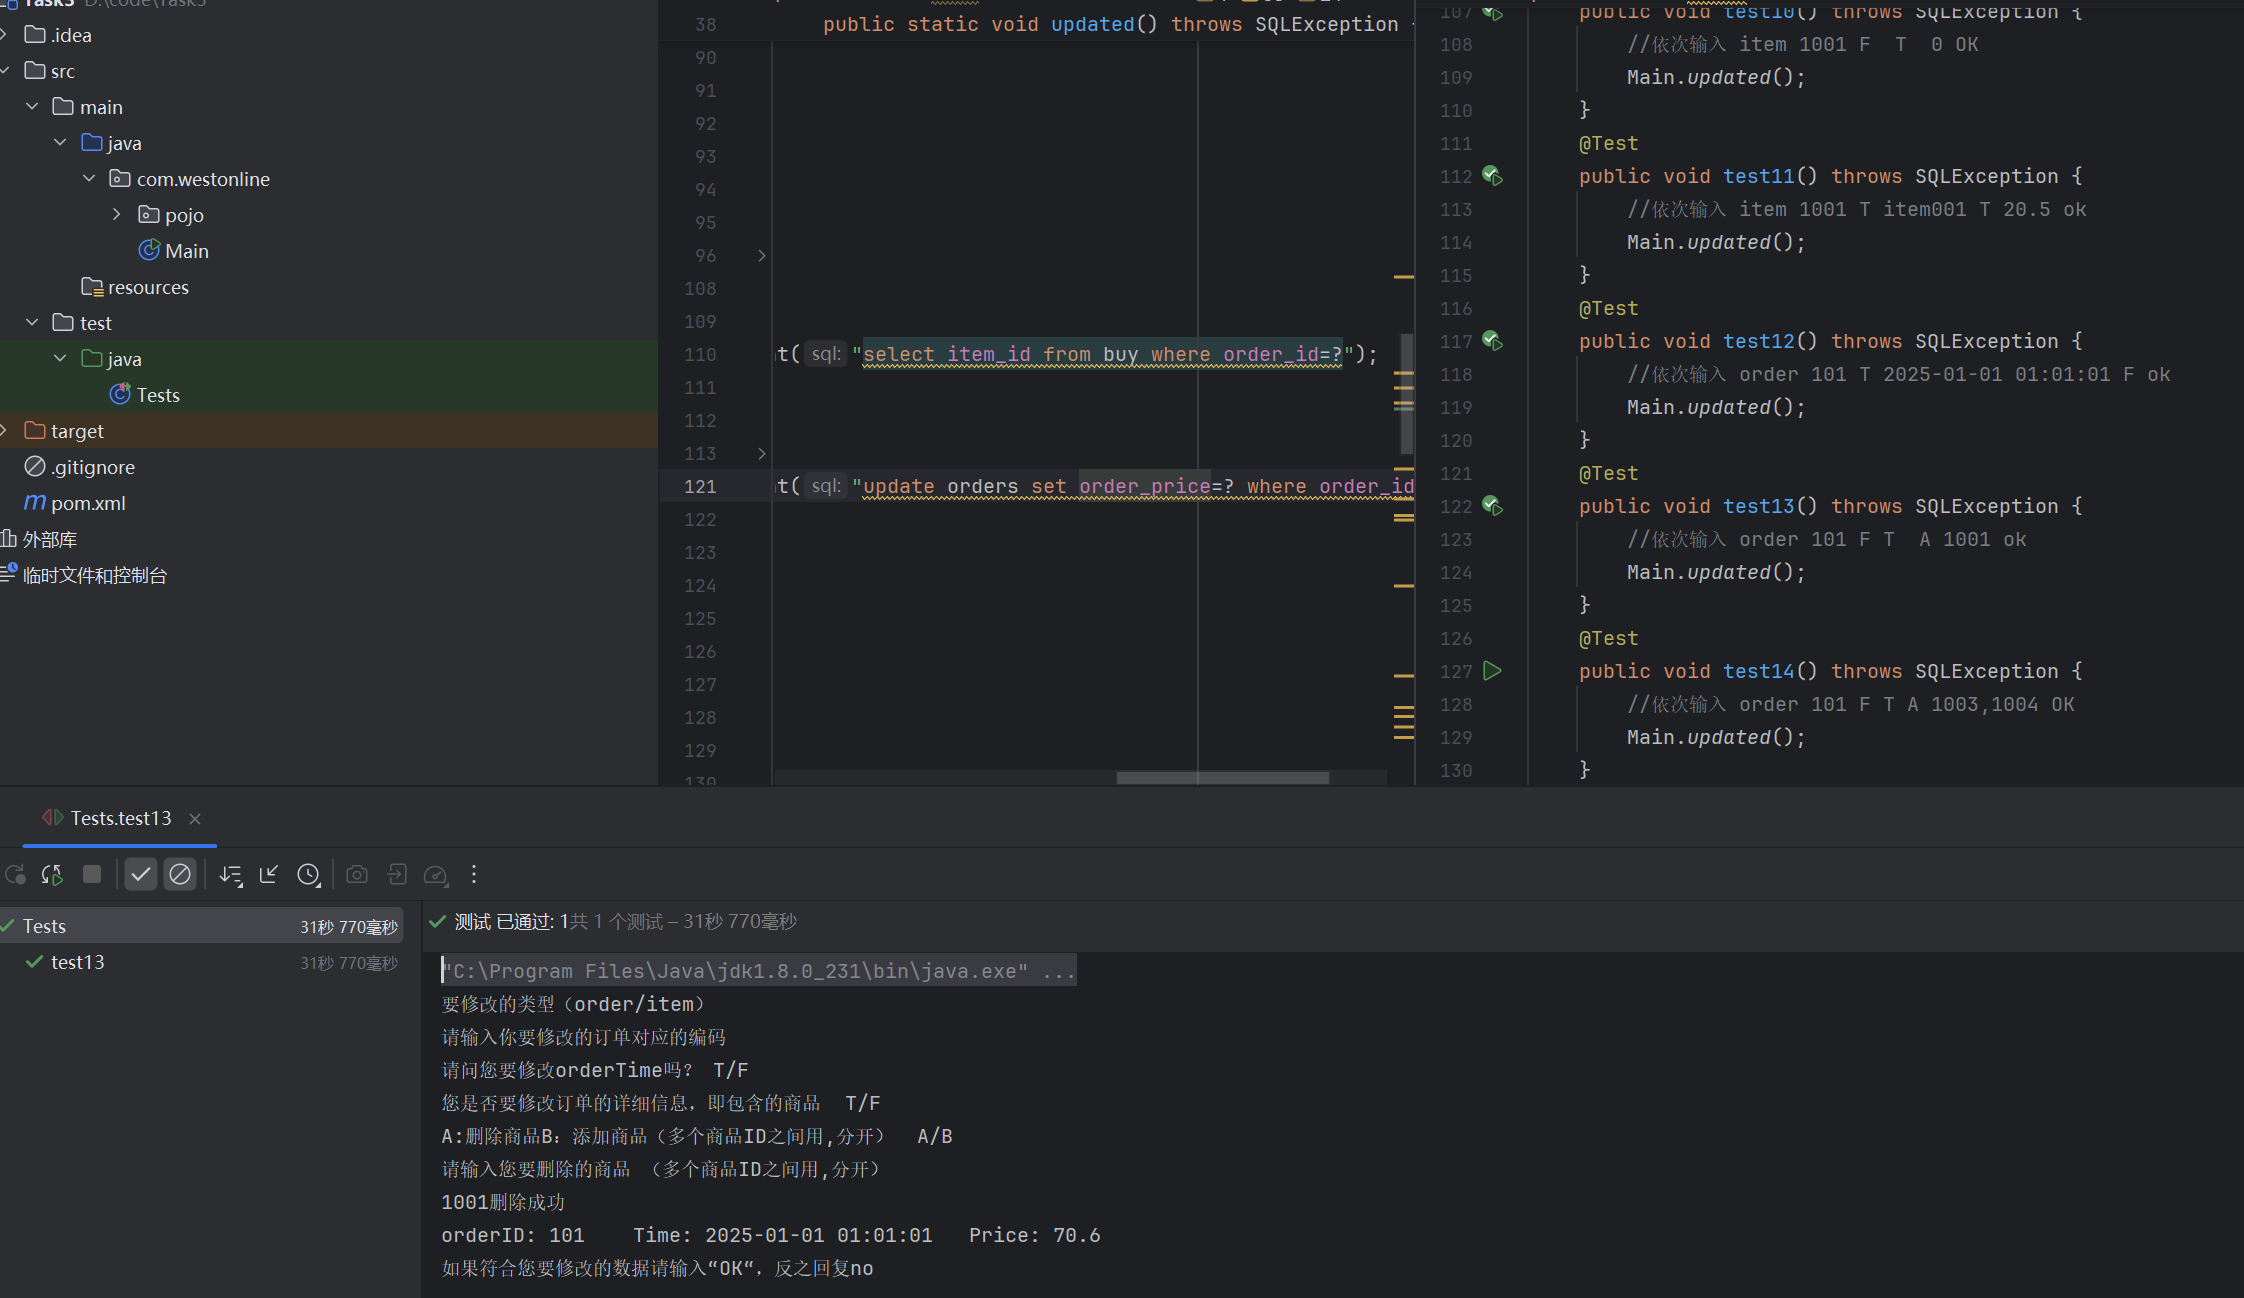 Task3 D:\code\Task3
.idea
src
main
java
com.westonline
pojo
Main
resources
test
java
Tests
target
.gitignore
pom.xml
外部库
临时文件和控制台
38 public static void updated() throws SQLException {
90
91
92
93
94
95
96
108
109
110 nt( sql: "select item_id from buy where order_id=?");
111
112
113
121 nt( sql: "update orders set order_price=? where order_id
122
123
124
125
126
127
128
129
130
107 public void test10() throws SQLException {
108 //依次输入 item 1001 F  T  0 OK
109 Main.updated();
110 }
111 @Test
112 public void test11() throws SQLException {
113 //依次输入 item 1001 T item001 T 20.5 ok
114 Main.updated();
115 }
116 @Test
117 public void test12() throws SQLException {
118 //依次输入 order 101 T 2025-01-01 01:01:01 F ok
119 Main.updated();
120 }
121 @Test
122 public void test13() throws SQLException {
123 //依次输入 order 101 F T  A 1001 ok
124 Main.updated();
125 }
126 @Test
127 public void test14() throws SQLException {
128 //依次输入 order 101 F T A 1003,1004 OK
129 Main.updated();
130 }
Tests.test13
Tests 31秒 770毫秒
test13 31秒 770毫秒
测试 已通过: 1共 1 个测试 – 31秒 770毫秒
"C:\Program Files\Java\jdk1.8.0_231\bin\java.exe" ...
要修改的类型（order/item）
请输入你要修改的订单对应的编码
请问您要修改orderTime吗？ T/F
您是否要修改订单的详细信息，即包含的商品  T/F
A:删除商品B：添加商品（多个商品ID之间用,分开）  A/B
请输入您要删除的商品 （多个商品ID之间用,分开）
1001删除成功
orderID: 101    Time: 2025-01-01 01:01:01   Price: 70.6
如果符合您要修改的数据请输入“OK“，反之回复no